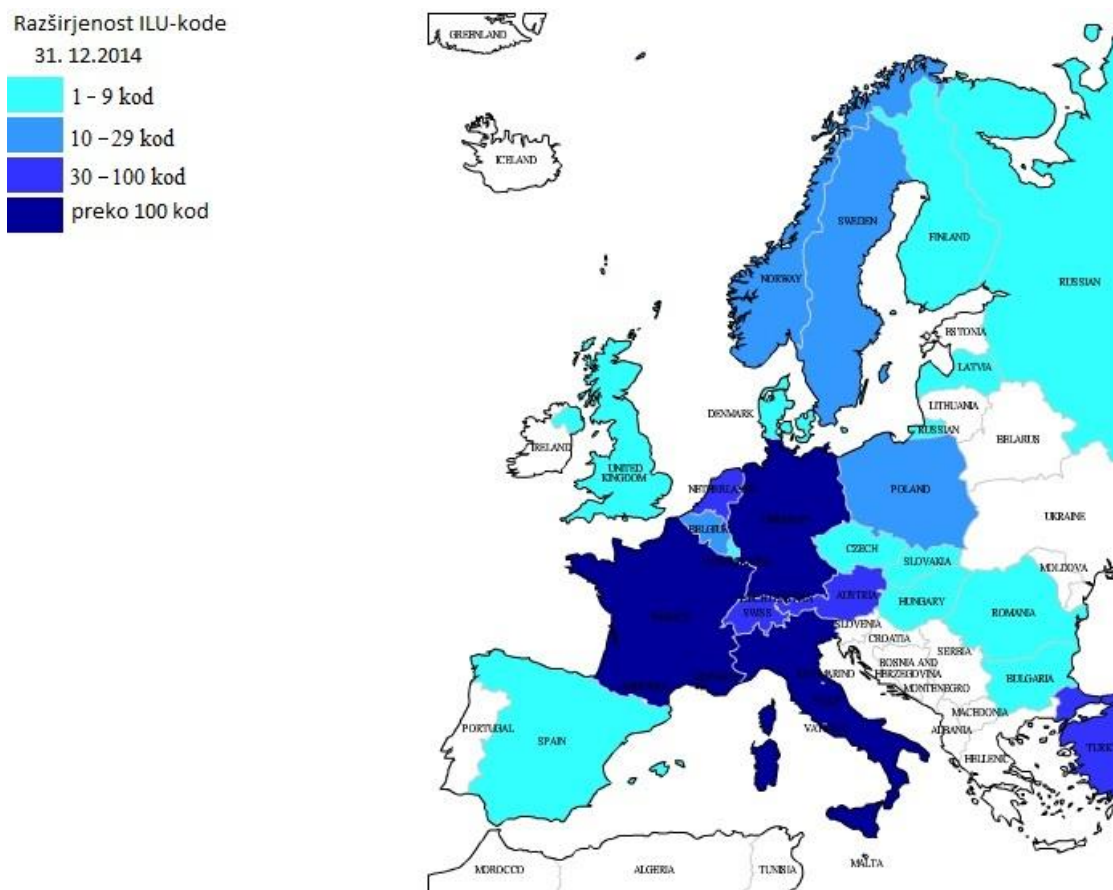 Razširjenost ILU-kode
31. 12.2014
1 – 9 kod
10 –29 kod
30 –100 kod
preko 100 kod
GREENLAND
ICELAND
SWEDEN
FINLAND
NORWAY
RUSSIAN
ESTONIA
LATVIA
DENMARK
LITHUANIA
RUSSIAN
BELARUS
IRELAND
UNITED
KINGDOM
NETHERLANDS
POLAND
BELGIUM
UKRAINE
CZECH
SLOVAKIA
MOLDOVA
AUSTRIA
HUNGARY
SWISS
ROMANIA
SLOVENIA
CROATIA
SERBIA
BOSNIA AND
HERZEGOVINA
MONTENEGRO
BULGARIA
MACEDONIA
ALBANIA
PORTUGAL
SPAIN
HELLENIC
TURK
MALTA
MOROCCO
ALGERIA
TUNISIA